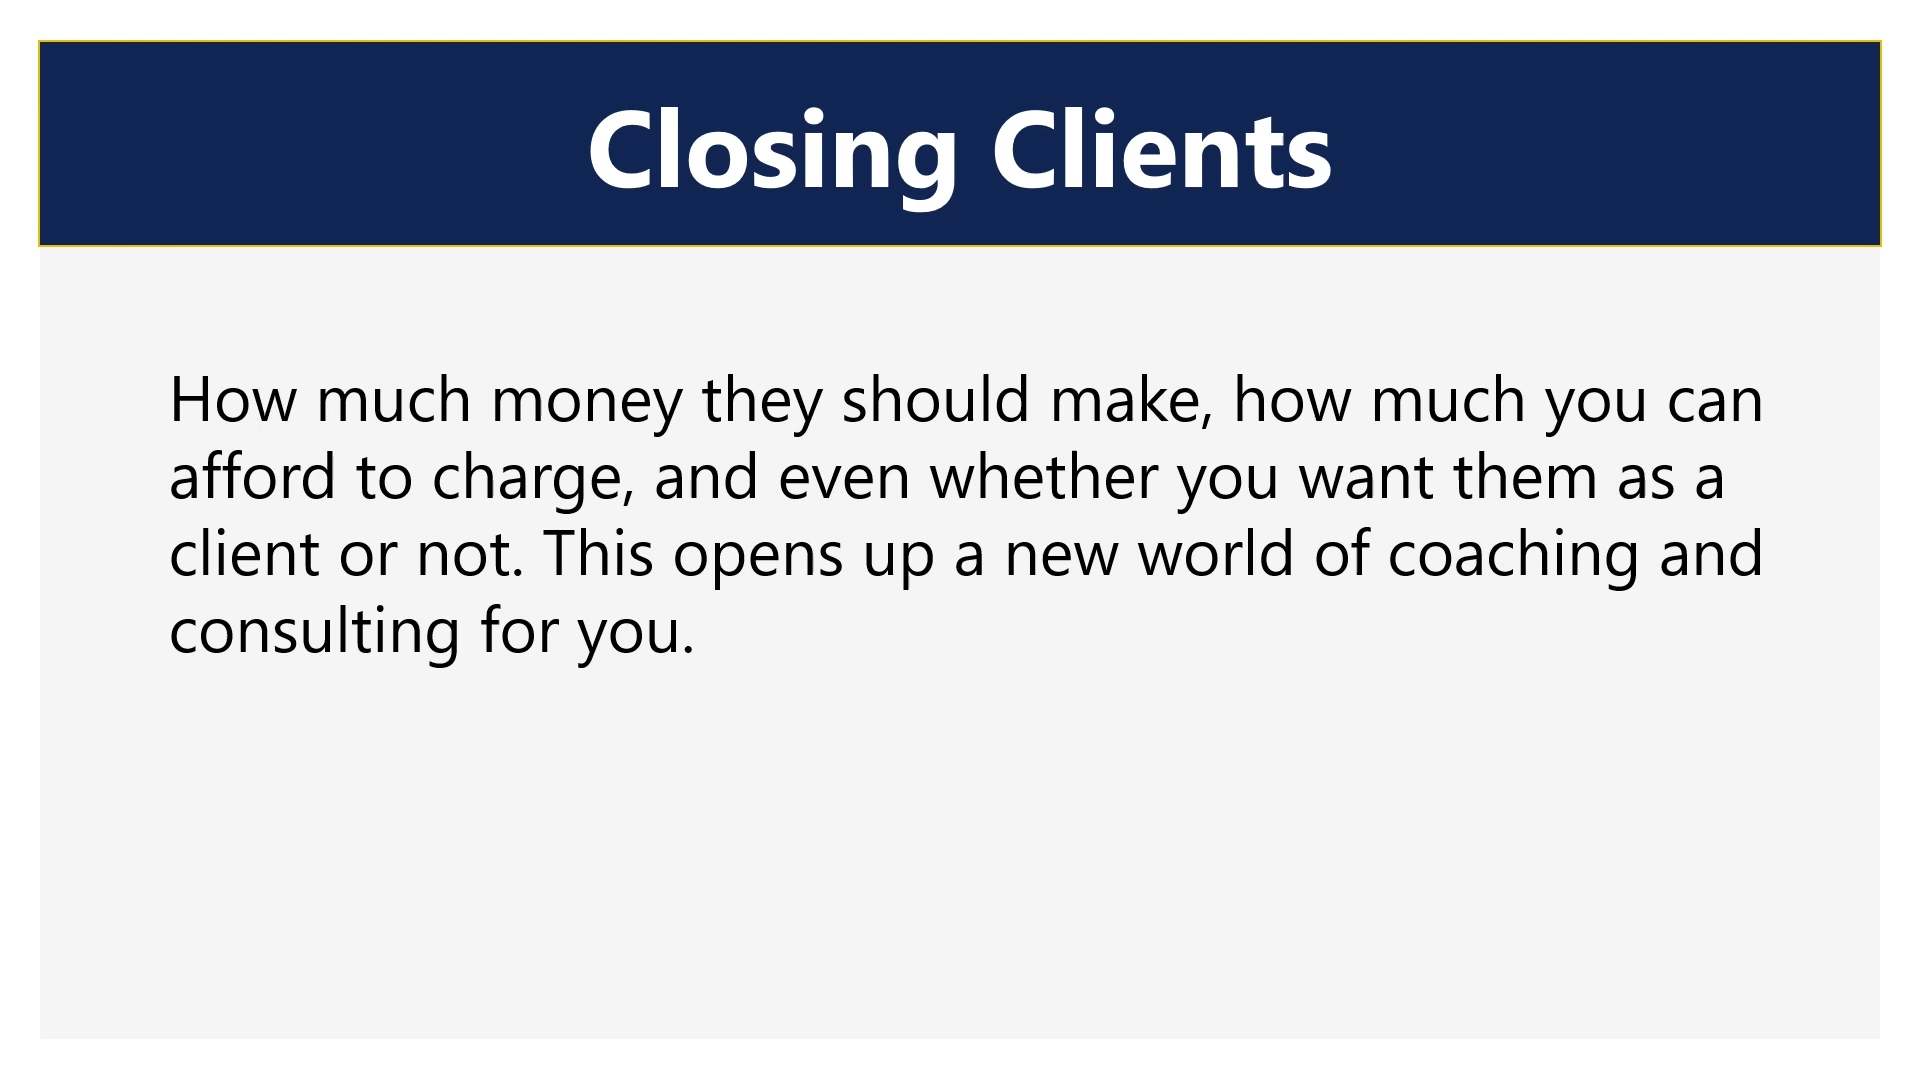 Closing Clients
How much money they should make, how much you can
afford to charge, and even whether you want them as a
client or not. This opens up a new world of coaching and
consulting for you.